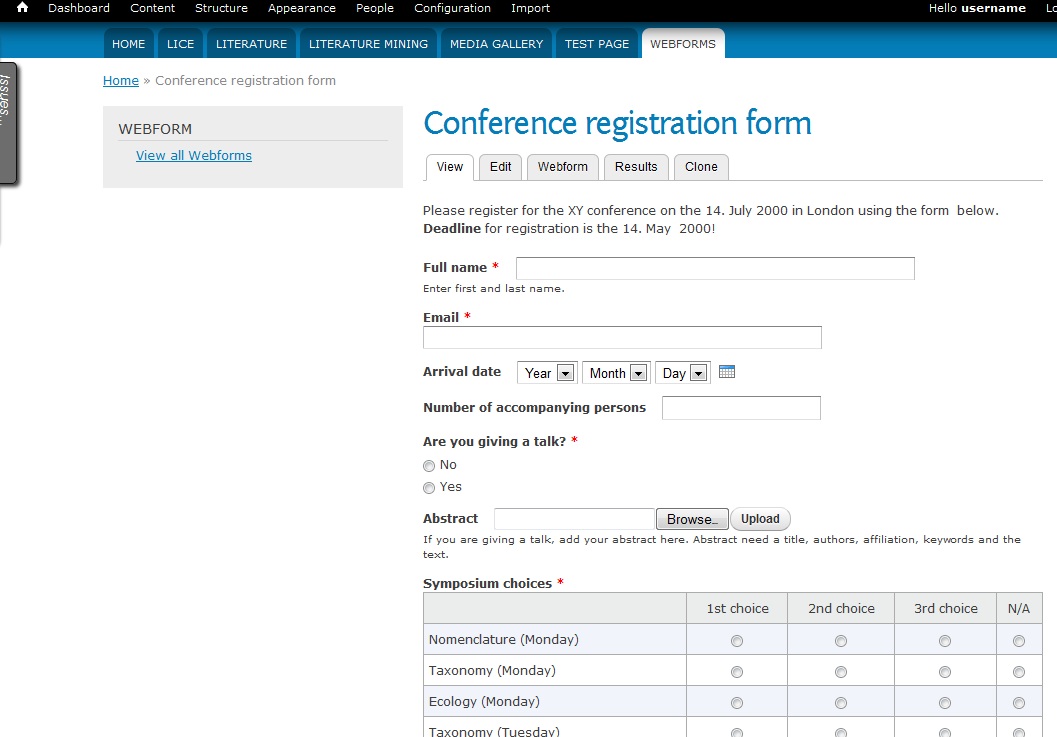 Dashboard Content Structure Appearance People Configuration Import Hello username
HOME LICE LITERATURE LITERATURE MINING MEDIA GALLERY TEST PAGE WEBFORMS
Issues
Home » Conference registration form
WEBFORM
View all Webforms
Conference registration form
View Edit Webform Results Clone
Please register for the XY conference on the 14. July 2000 in London using the form below.
Deadline for registration is the 14. May 2000!
Full name *
Enter first and last name.
Email *
Arrival date Year Month Day
Number of accompanying persons
Are you giving a talk? *
No
Yes
Abstract Browse… Upload
If you are giving a talk, add your abstract here. Abstract need a title, authors, affiliation, keywords and the
text.
Symposium choices *
1st choice 2nd choice 3rd choice N/A
Nomenclature (Monday)
Taxonomy (Monday)
Ecology (Monday)
Taxonomy (Tuesday)